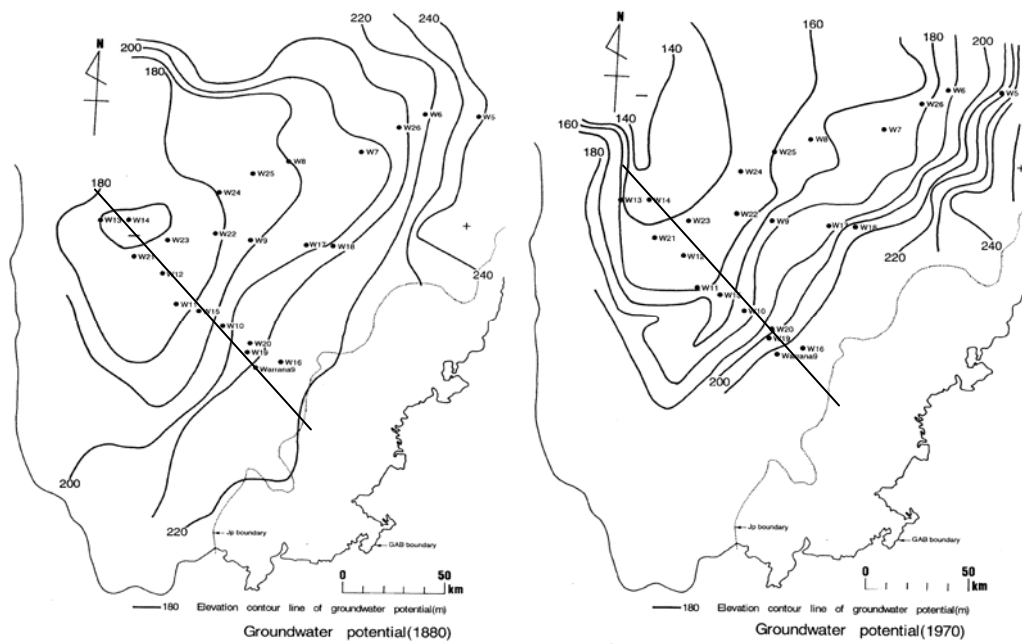 220
240
200
N
200
180
W5
W6
W26
W7
W8
W25
180
W24
W13
W14
W22
W9
W23
W17
W18
W21
W12
240
W11
W15
W10
W20
W19
W16
Warrana9
200
220
Jp boundary
GAB boundary
0
50
km
180 Elevation contour line of groundwater potential(m)
Groundwater potential(1880)
160
180
200
140
N
160
140
180
W5
W6
W26
W7
W8
W25
W24
W13
W14
W22
W9
W23
W17
W18
W21
W12
220
240
W11
W15
W10
W20
W19
W16
Warrana9
200
Jp boundary
GAB boundary
0
50
km
180 Elevation contour line of groundwater potential(m)
Groundwater potential(1970)